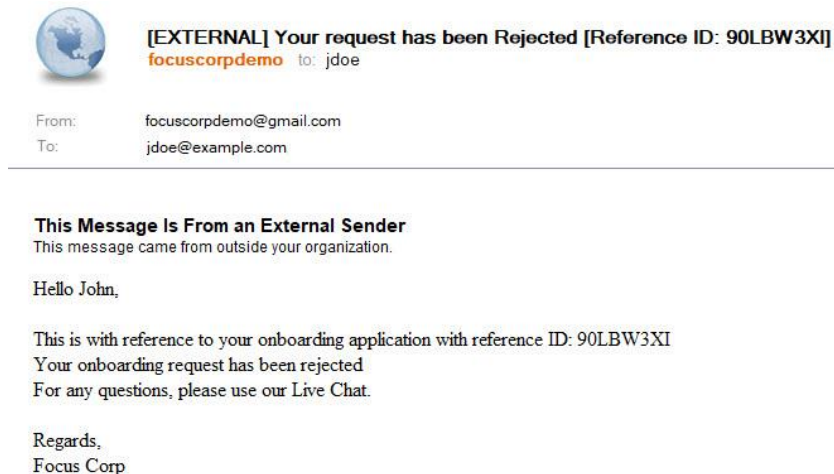 [EXTERNAL] Your request has been Rejected [Reference ID: 90LBW3XI]
focuscorpdemo to: jdoe
From: focuscorpdemo@gmail.com
To: jdoe@example.com
This Message Is From an External Sender
This message came from outside your organization.
Hello John,
This is with reference to your onboarding application with reference ID: 90LBW3XI
Your onboarding request has been rejected
For any questions, please use our Live Chat.
Regards,
Focus Corp